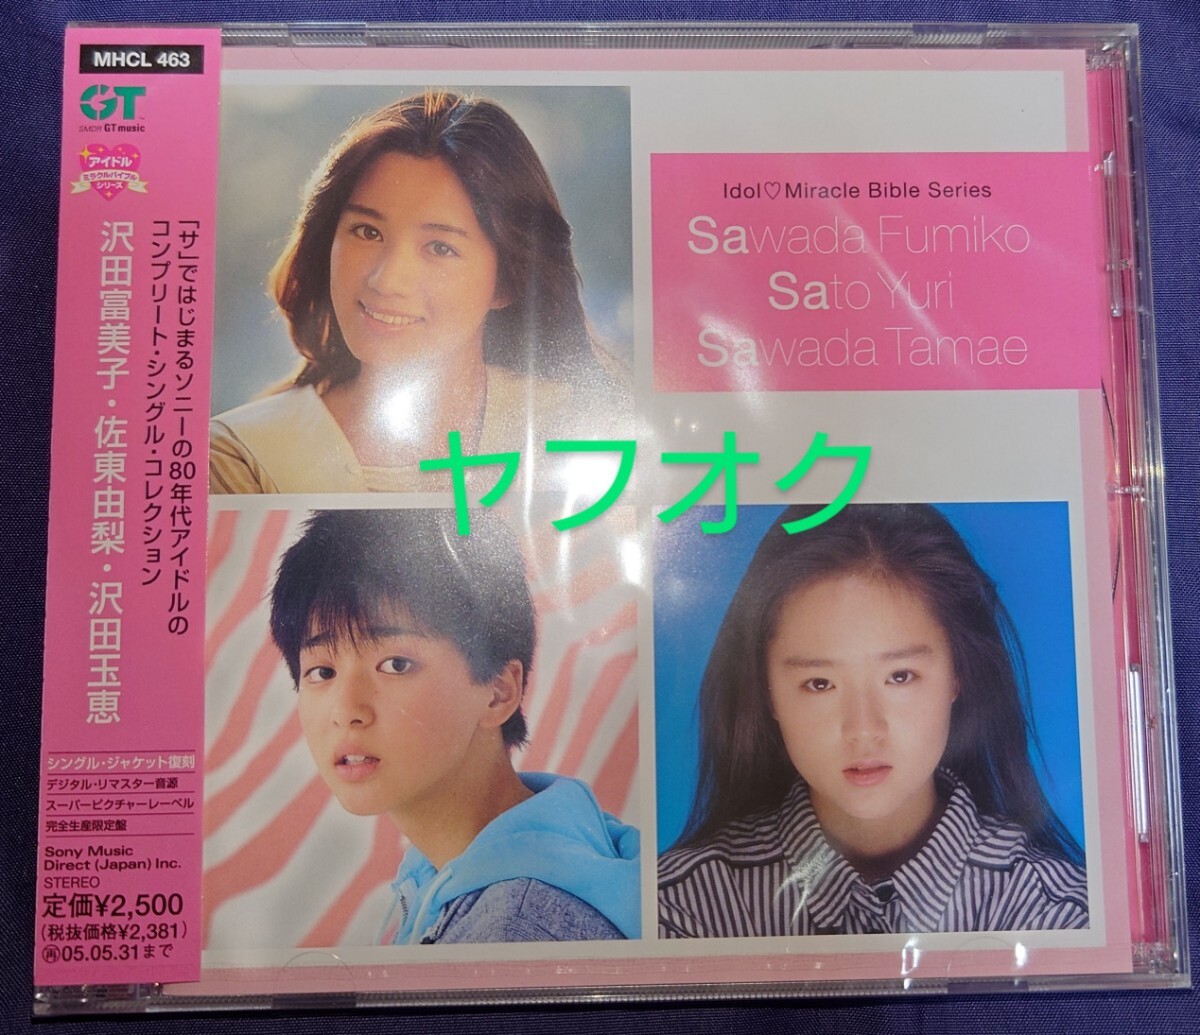 MHCL 463
GT
SMDR GT music
アイドル
ミラクルバイブル
シリーズ
「サ」ではじまるソニーの80年代アイドルの
コンプリート・シングル・コレクション
沢田富美子・佐東由梨・沢田玉恵
シングル・ジャケット復刻
デジタル・リマスター音源
スーパーピクチャーレーベル
完全生産限定盤
Sony Music
Direct (Japan) Inc.
STEREO
定価¥2,500
(税抜価格¥2,381)
再05.05.31まで
Idol♡Miracle Bible Series
Sawada Fumiko
Sato Yuri
Sawada Tamae
ヤフオク